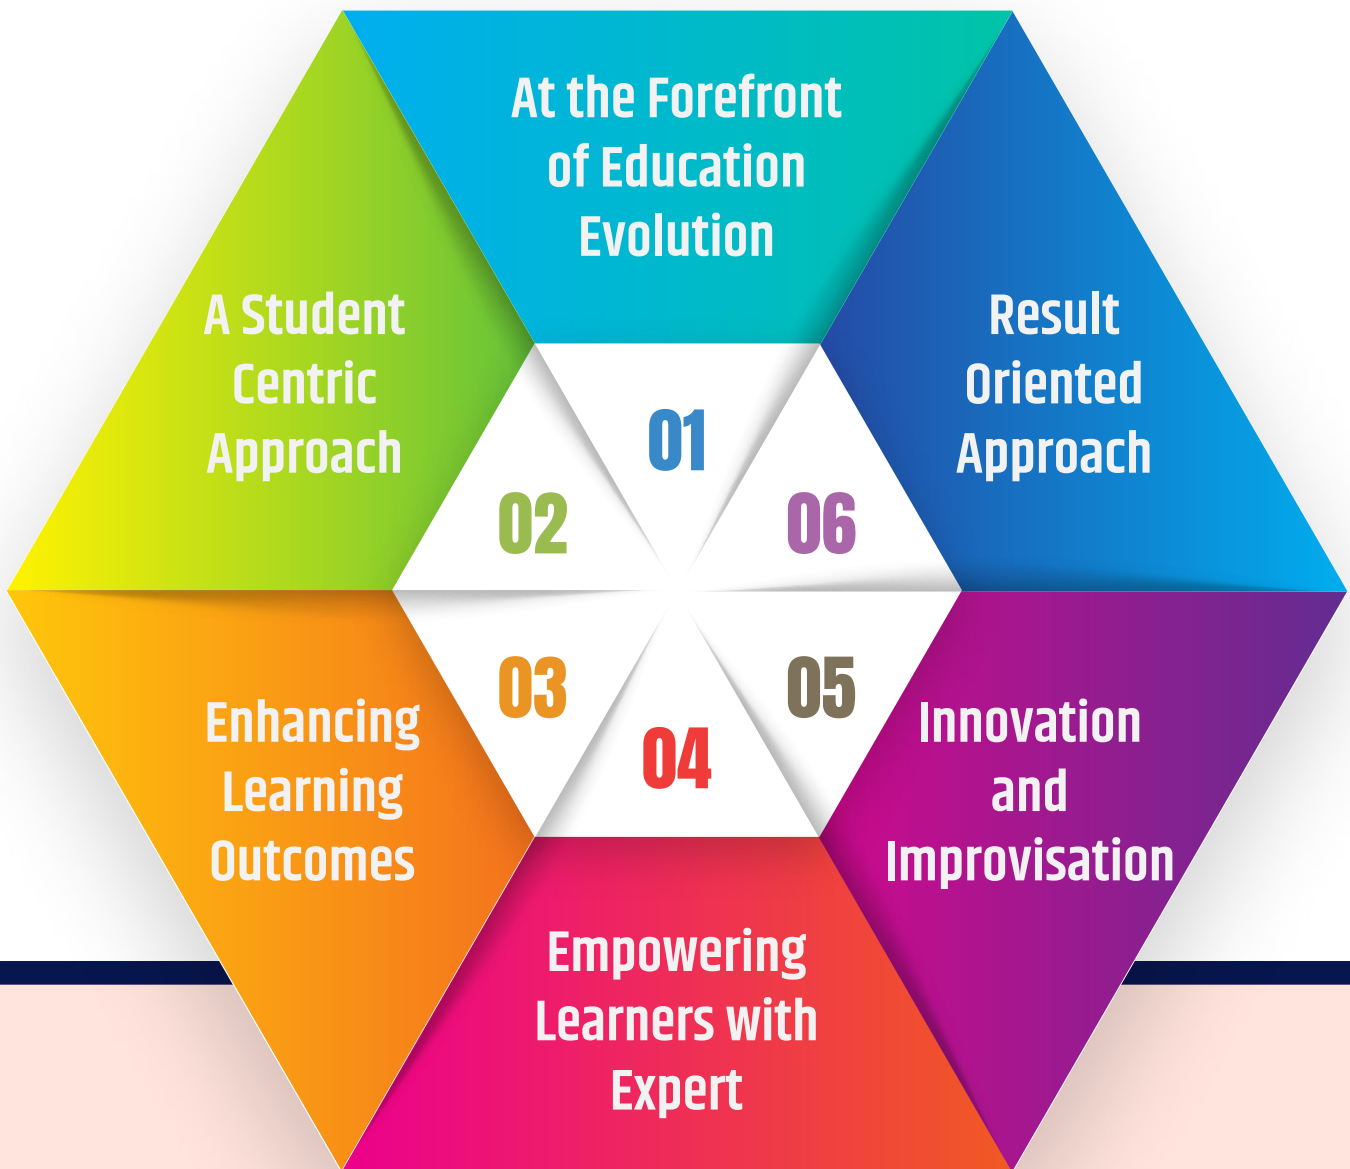 At the Forefront
of Education
Evolution
01
A Student
Centric
Approach
02
Enhancing
Learning
Outcomes
03
Empowering
Learners with
Expert
04
Innovation
and
Improvisation
05
Result
Oriented
Approach
06